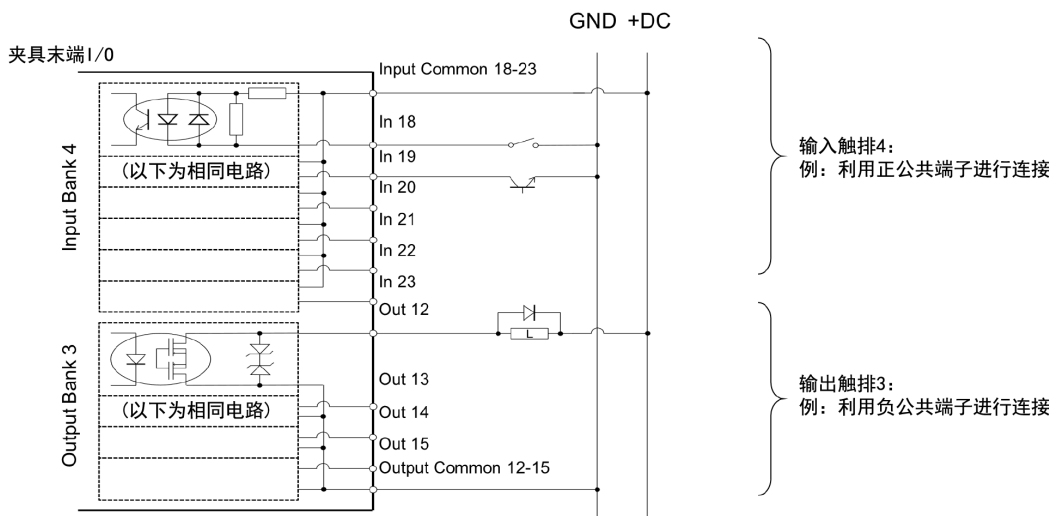 GND +DC
夹具末端I/0
Input Common 18-23
In 18
In 19
In 20
In 21
In 22
In 23
Input Bank 4
(以下为相同电路)
输入触排4:
例: 利用正公共端子进行连接
Out 12
L
Out 13
Out 14
Out 15
Output Common 12-15
Output Bank 3
(以下为相同电路)
输出触排3:
例: 利用负公共端子进行连接